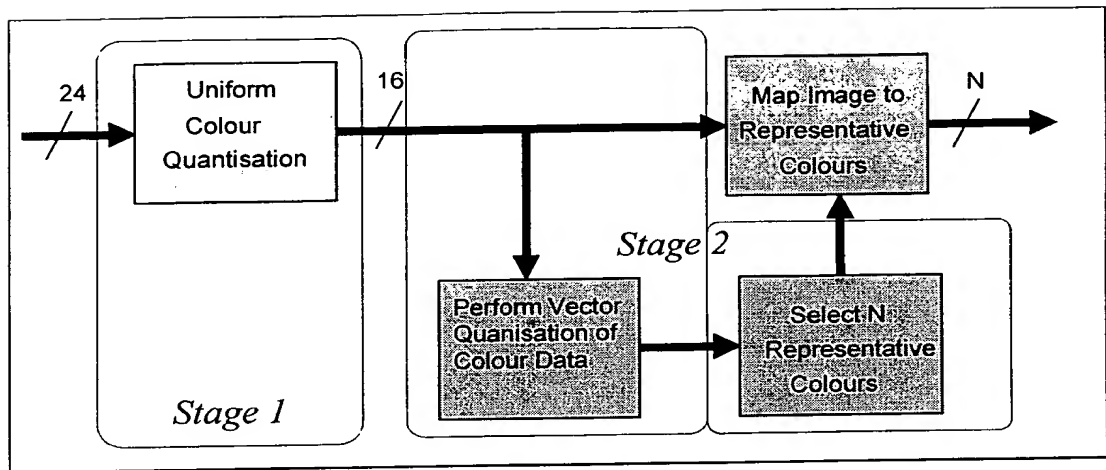 24
Uniform
Colour
Quantisation
16
Map Image to
Representative
Colours
N
Stage 2
Perform Vector
Quanisation of
Colour Data
Select N
Representative
Colours
Stage 1